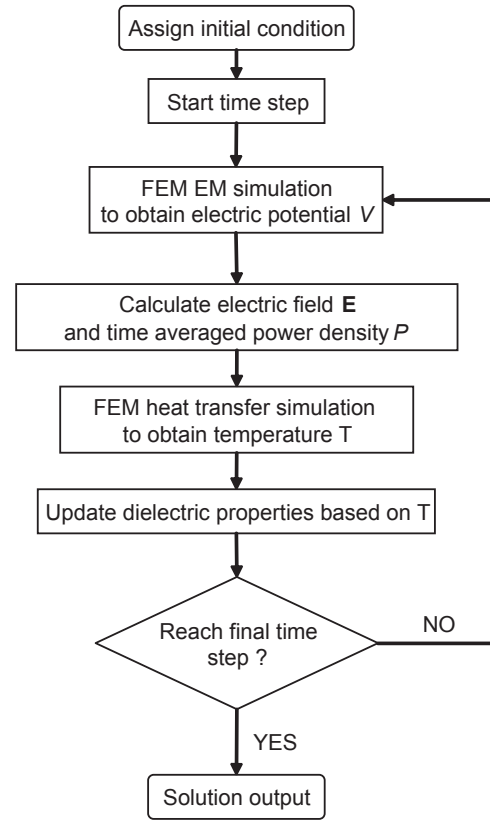 Assign initial condition
Start time step
FEM EM simulation
to obtain electric potential V
Calculate electric field E
and time averaged power density P
FEM heat transfer simulation
to obtain temperature T
Update dielectric properties based on T
Reach final time
step ?
NO
YES
Solution output